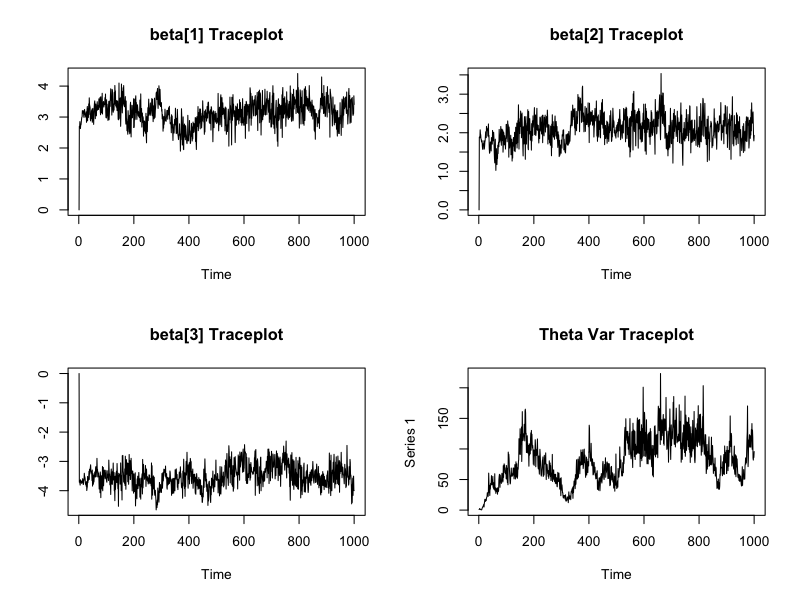 beta[1] Traceplot
0 1 2 3 4
0 200 400 600 800 1000
Time
beta[2] Traceplot
0.0 1.0 2.0 3.0
0 200 400 600 800 1000
Time
beta[3] Traceplot
-4 -3 -2 -1 0
0 200 400 600 800 1000
Time
Theta Var Traceplot
Series 1
0 50 150
0 200 400 600 800 1000
Time